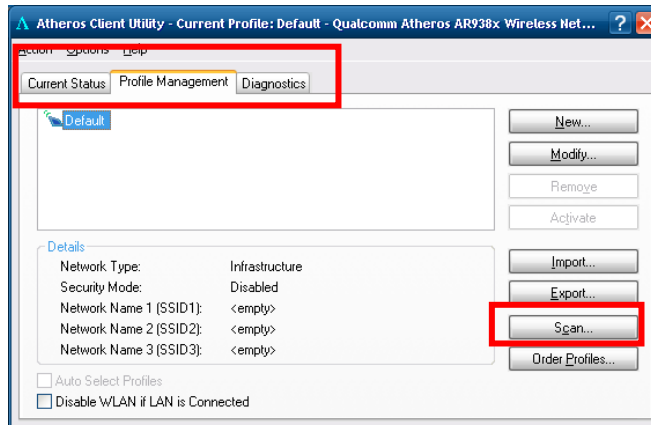 Atheros Client Utility - Current Profile: Default - Qualcomm Atheros AR938x Wireless Net...
Action Options Help
Current Status Profile Management Diagnostics
Default
New...
Modify...
Remove
Activate
Details
Network Type: Infrastructure
Security Mode: Disabled
Network Name 1 (SSID1): <empty>
Network Name 2 (SSID2): <empty>
Network Name 3 (SSID3): <empty>
Import...
Export...
Scan...
Order Profiles...
Auto Select Profiles
Disable WLAN if LAN is Connected